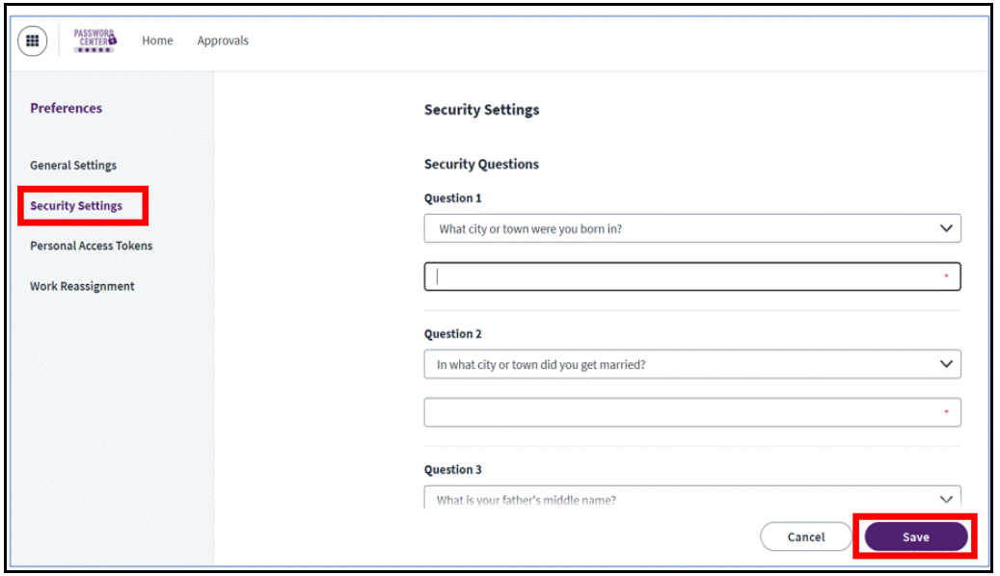 PASSWORD
CENTER
Home
Approvals
Preferences
General Settings
Security Settings
Personal Access Tokens
Work Reassignment
Security Settings
Security Questions
Question 1
What city or town were you born in?
*
Question 2
In what city or town did you get married?
*
Question 3
What is your father's middle name?
Cancel
Save